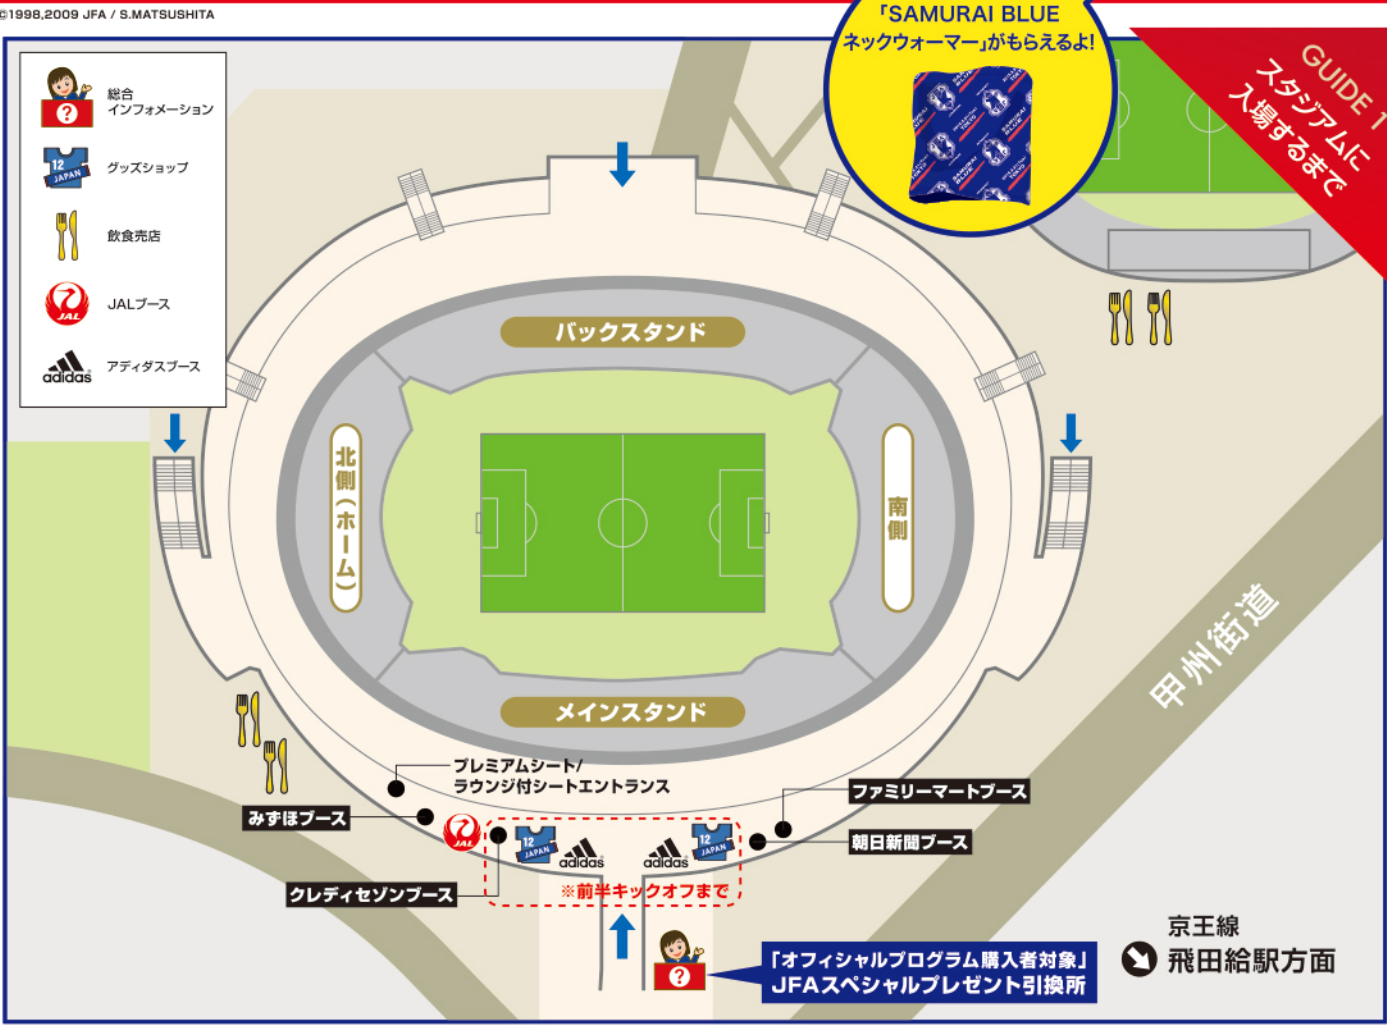 ©1998,2009 JFA / S.MATSUSHITA
「SAMURAI BLUE
ネックウォーマー」がもらえるよ!
GUIDE 1
スタジアムに
入場するまで
総合
インフォメーション
12
JAPAN
グッズショップ
飲食売店
JAL
JALブース
adidas
アディダスブース
バックスタンド
北側(ホーム)
南側
メインスタンド
甲州街道
プレミアムシート/
ラウンジ付シートエントランス
みずほブース
JAL
クレディセゾンブース
12
JAPAN
adidas
adidas
12
JAPAN
※前半キックオフまで
ファミリーマートブース
朝日新聞ブース
?
「オフィシャルプログラム購入者対象」
JFAスペシャルプレゼント引換所
京王線
飛田給駅方面